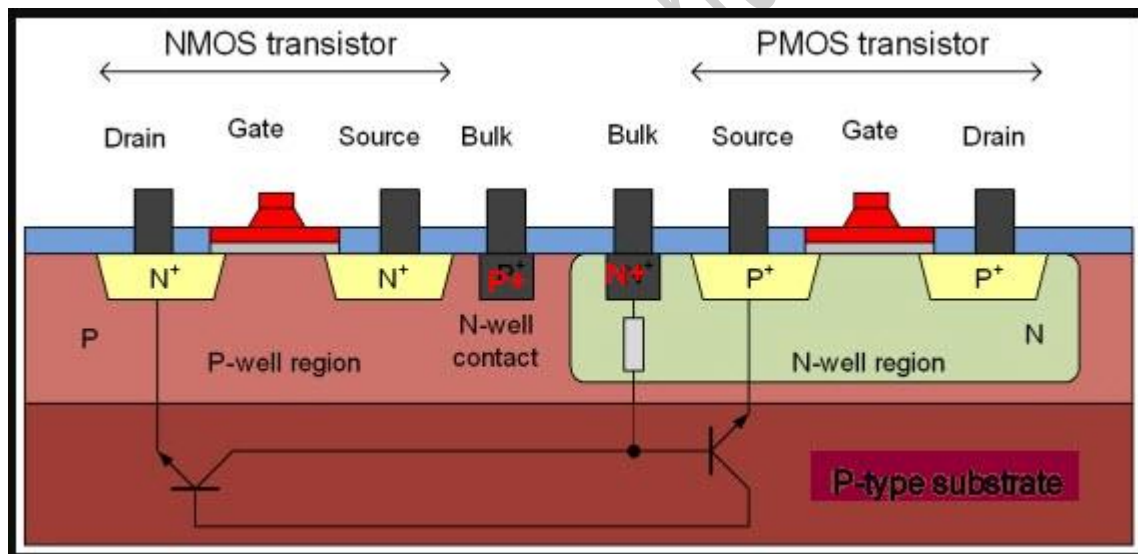 NMOS transistor
PMOS transistor
Drain
Gate
Source
Bulk
Bulk
Source
Gate
Drain
N+
N+
P+
N+
P+
P+
P
P-well region
N-well
contact
N-well region
N
P-type substrate